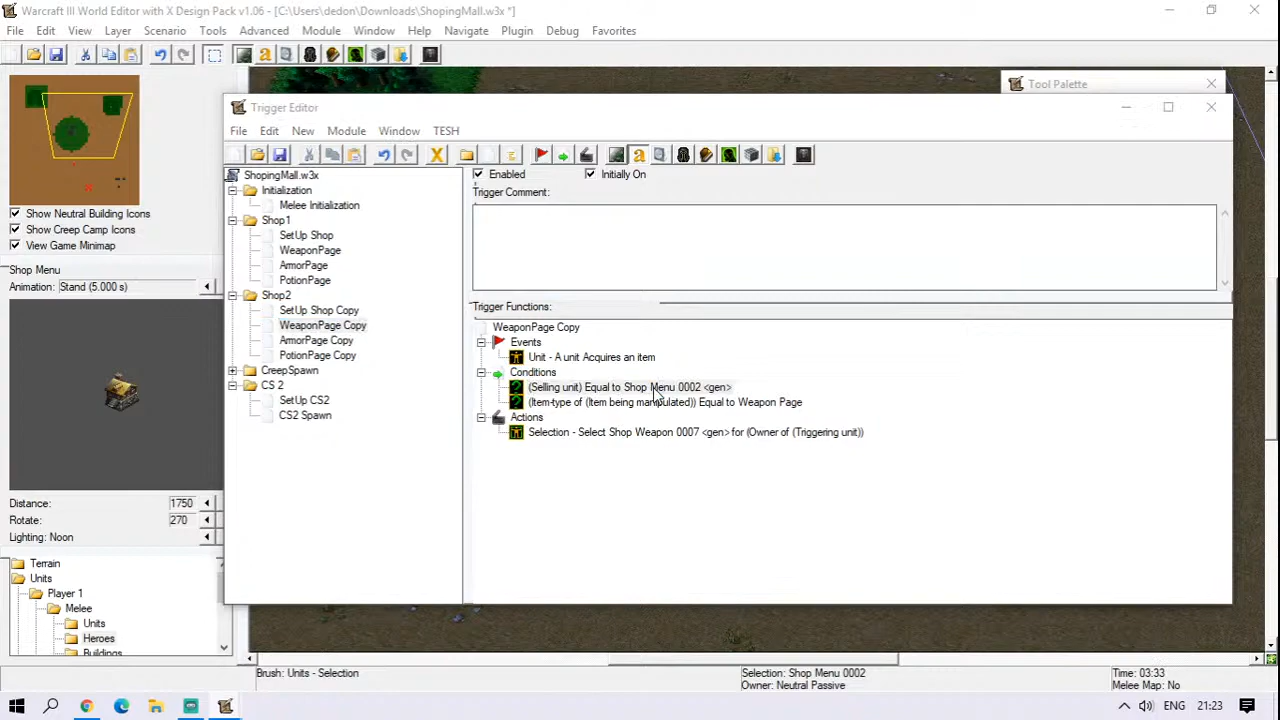 Warcraft III World Editor with X Design Pack v1.06 - [C:\Users\dedon\Downloads\ShopingMall.w3x *]
File Edit View Layer Scenario Tools Advanced Module Window Help Navigate Plugin Debug Favorites
Tool Palette
Trigger Editor
File Edit New Module Window TESH
ShopingMall.w3x
Initialization
Melee Initialization
Shop1
SetUp Shop
WeaponPage
AmorPage
PotionPage
Shop2
SetUp Shop Copy
WeaponPage Copy
AmorPage Copy
PotionPage Copy
CreepSpawn
CS 2
SetUp CS2
CS2 Spawn
Enabled
Initially On
Trigger Comment:
Trigger Functions:
WeaponPage Copy
Events
Unit - A unit Acquires an item
Conditions
(Selling unit) Equal to Shop Menu 0002 <gen>
(Item-type of (Item being manipulated)) Equal to Weapon Page
Actions
Selection - Select Shop Weapon 0007 <gen> for (Owner of (Triggering unit))
Show Neutral Building Icons
Show Creep Camp Icons
View Game Minimap
Shop Menu
Animation: Stand (5.000 s)
Distance: 1750
Rotate: 270
Lighting: Noon
Terrain
Units
Player 1
Melee
Units
Heroes
Buildings
Brush: Units - Selection
Selection: Shop Menu 0002
Owner: Neutral Passive
Time: 03:33
Melee Map: No
ENG 21:23